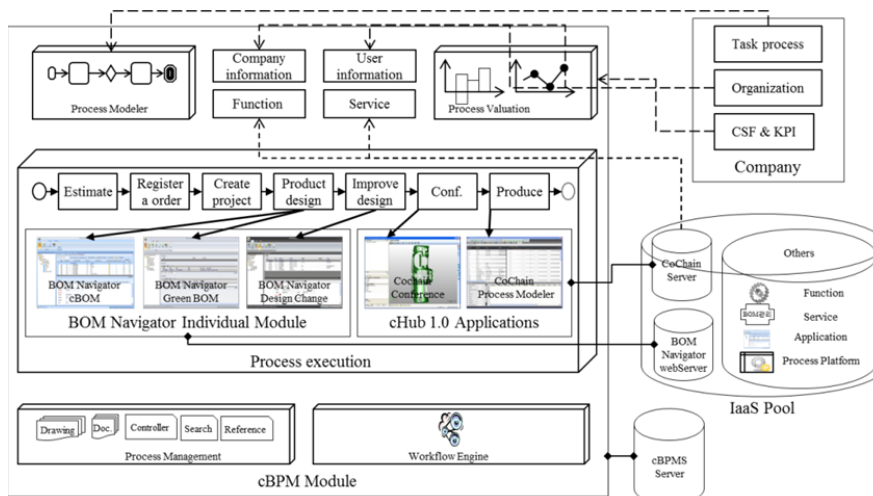 Process Modeler
Company
information
Function
User
information
Service
Process Valuation
Task process
Organization
CSF & KPI
Company
Estimate
Register
a order
Create
project
Product
design
Improve
design
Conf.
Produce
BOM Navigator
cBOM
BOM Navigator
Green BOM
BOM Navigator
Design Change
BOM Navigator Individual Module
Cochain
Conference
CoChain
Process Modeler
cHub 1.0 Applications
Process execution
CoChain
Server
BOM
Navigator
webServer
Others
Function
Service
Application
Process Platform
IaaS Pool
Drawing
Doc.
Controller
Search
Reference
Process Management
Workflow Engine
cBPM Module
cBPMS
Server